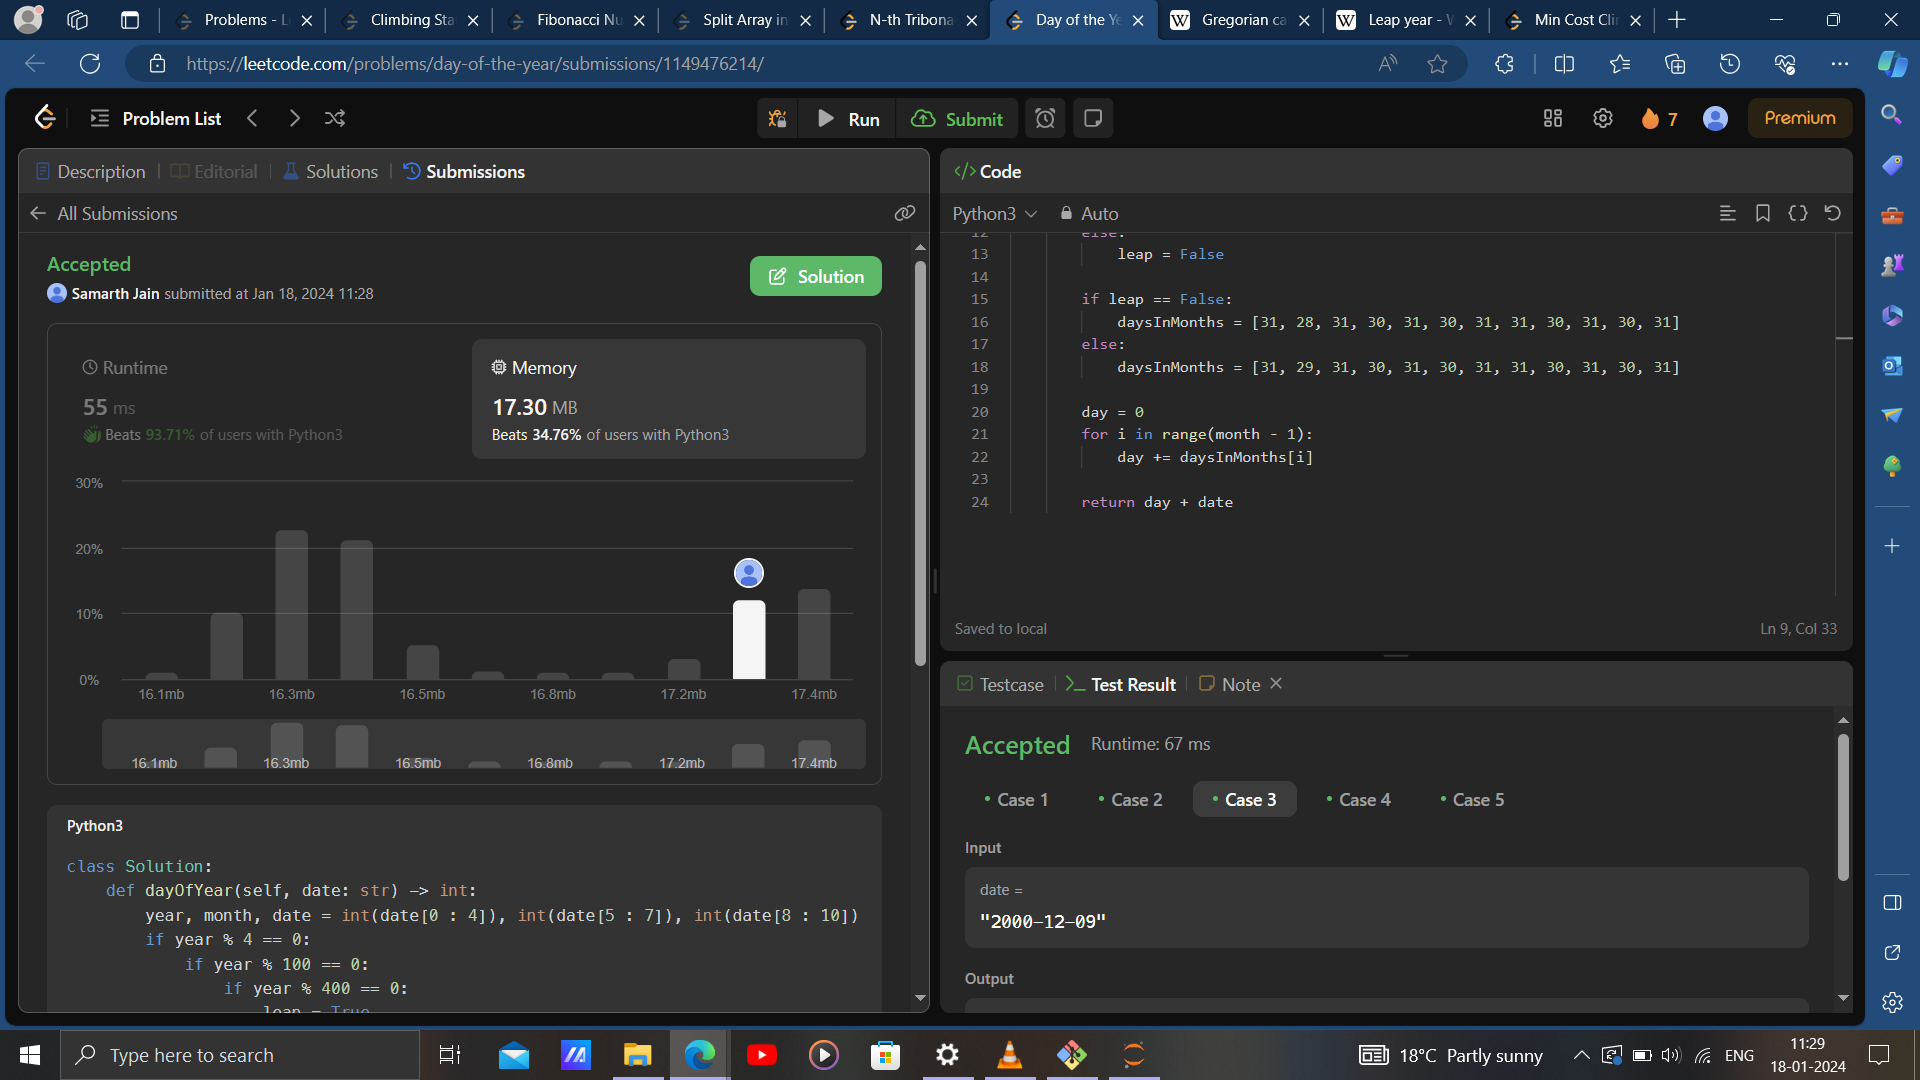 Problems - L
Climbing Sta
Fibonacci Nu
Split Array in
N-th Tribona
Day of the Ye
Gregorian ca
Leap year - W
Min Cost Cli
https://leetcode.com/problems/day-of-the-year/submissions/1149476214/
Problem List
Run
Submit
7
Premium
Description
Editorial
Solutions
Submissions
All Submissions
Accepted
Samarth Jain submitted at Jan 18, 2024 11:28
Solution
Runtime
55 ms
Beats 93.71% of users with Python3
Memory
17.30 MB
Beats 34.76% of users with Python3
30%
20%
10%
0%
16.1mb 16.3mb 16.5mb 16.8mb 17.2mb 17.4mb
16.1mb 16.3mb 16.5mb 16.8mb 17.2mb 17.4mb
Python3
class Solution:
def dayOfYear(self, date: str) -> int:
year, month, date = int(date[0 : 4]), int(date[5 : 7]), int(date[8 : 10])
if year % 4 == 0:
if year % 100 == 0:
if year % 400 == 0:
leap = True
</> Code
Python3
Auto
12 else:
13 leap = False
14
15 if leap == False:
16 daysInMonths = [31, 28, 31, 30, 31, 30, 31, 31, 30, 31, 30, 31]
17 else:
18 daysInMonths = [31, 29, 31, 30, 31, 30, 31, 31, 30, 31, 30, 31]
19
20 day = 0
21 for i in range(month - 1):
22 day += daysInMonths[i]
23
24 return day + date
Saved to local
Ln 9, Col 33
Testcase
Test Result
Note
Accepted Runtime: 67 ms
Case 1
Case 2
Case 3
Case 4
Case 5
Input
date =
"2000-12-09"
Output
Type here to search
18°C Partly sunny
ENG
11:29
18-01-2024